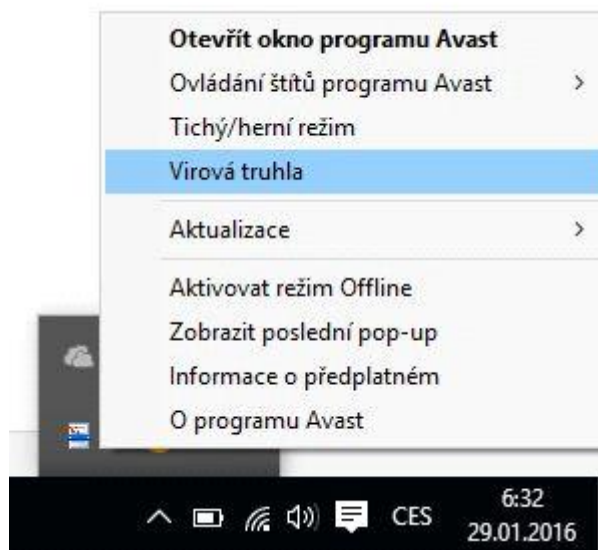 Otevřít okno programu Avast
Ovládání štítů programu Avast
Tichý/herní režim
Virová truhla
Aktualizace
Aktivovat režim Offline
Zobrazit poslední pop-up
Informace o předplatném
O programu Avast
CES
6:32
29.01.2016